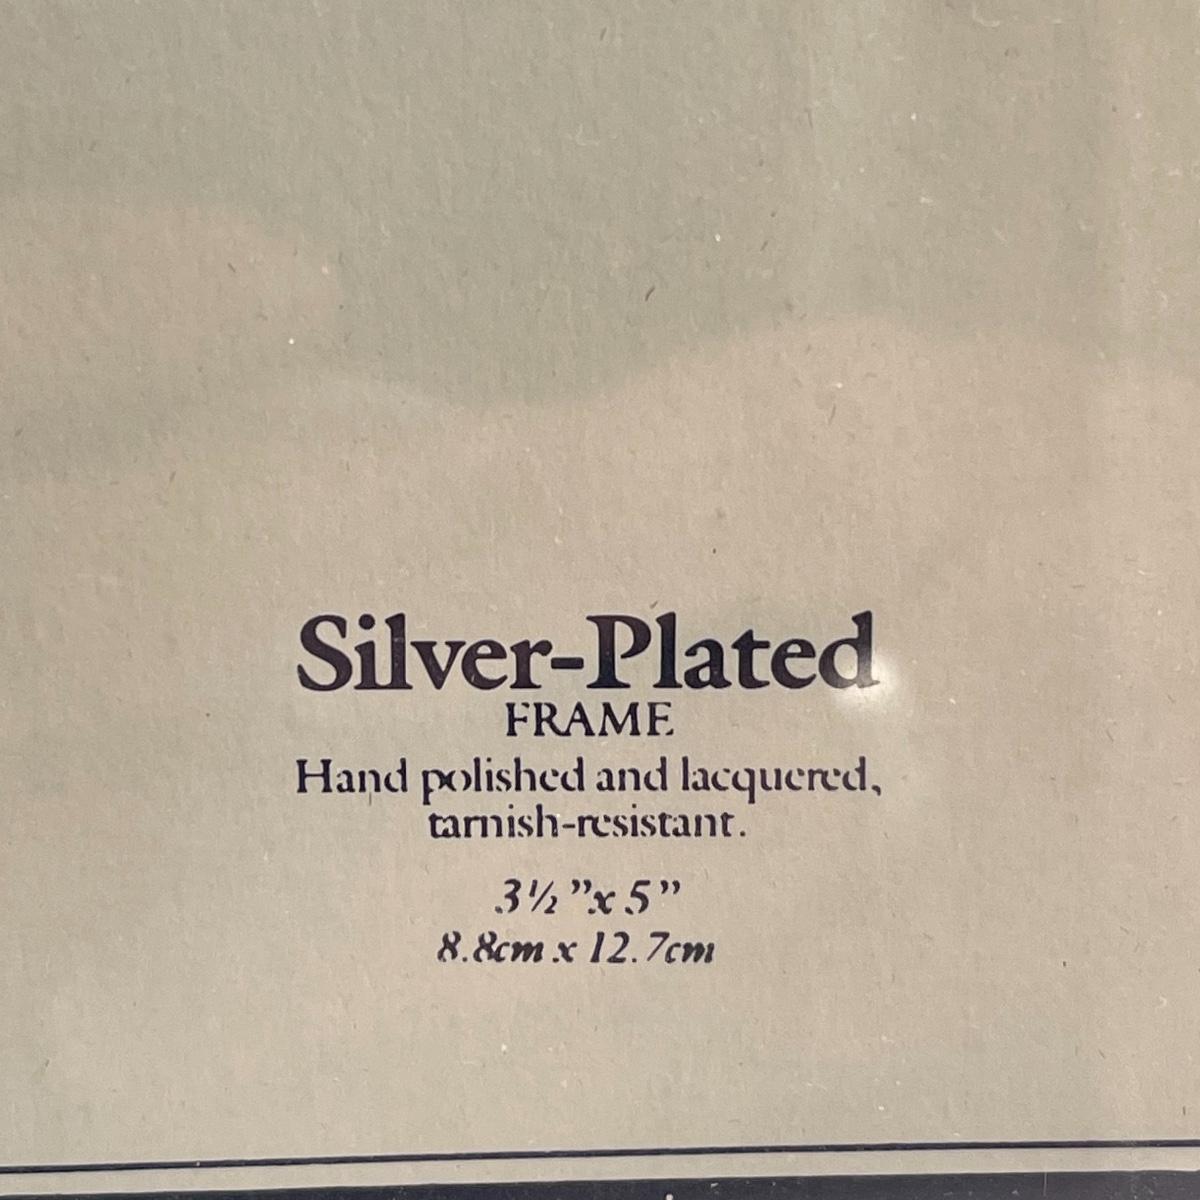 Silver-Plated
FRAME
Hand polished and lacquered,
tarnish-resistant.
3½"x 5"
8.8cm x 12.7cm